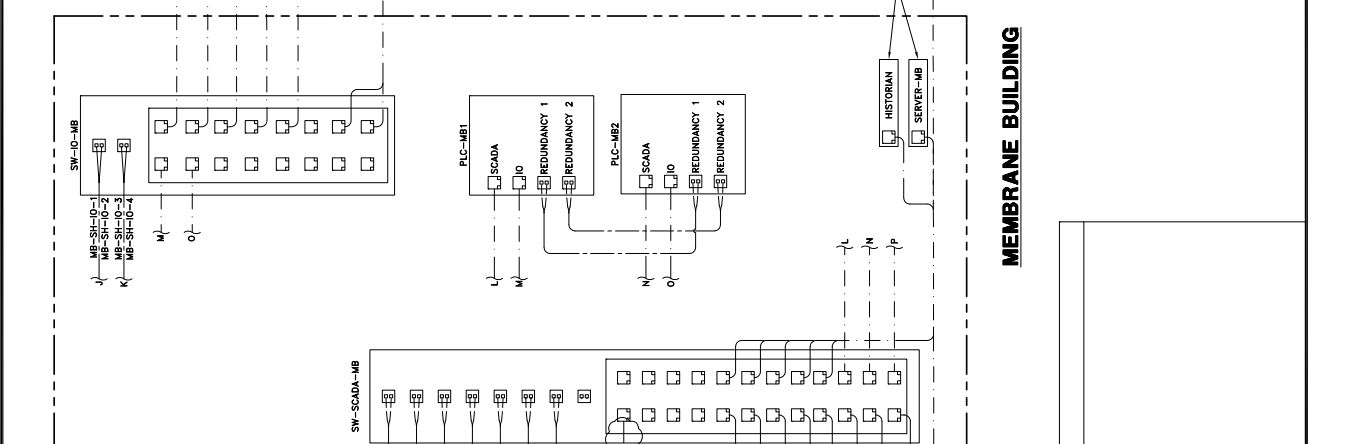 SW-IO-MB
MB-SH-IO-1
MB-SH-IO-2
MB-SH-IO-3
MB-SH-IO-4
J
K
M
O
PLC-MB1
SCADA
IO
REDUNDANCY 1
REDUNDANCY 2
L
M
PLC-MB2
SCADA
IO
REDUNDANCY 1
REDUNDANCY 2
N
O
HISTORIAN
SERVER-MB
MEMBRANE BUILDING
L
N
P
SW-SCADA-MB